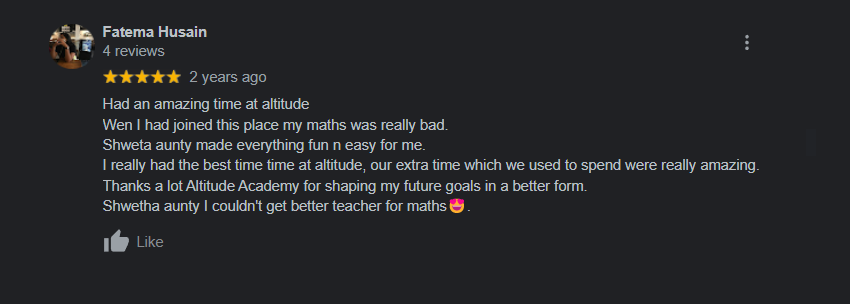 Fatema Husain
4 reviews
2 years ago
Had an amazing time at altitude
Wen I had joined this place my maths was really bad.
Shweta aunty made everything fun n easy for me.
I really had the best time time at altitude, our extra time which we used to spend were really amazing.
Thanks a lot Altitude Academy for shaping my future goals in a better form.
Shwetha aunty I couldn't get better teacher for maths😍.
Like